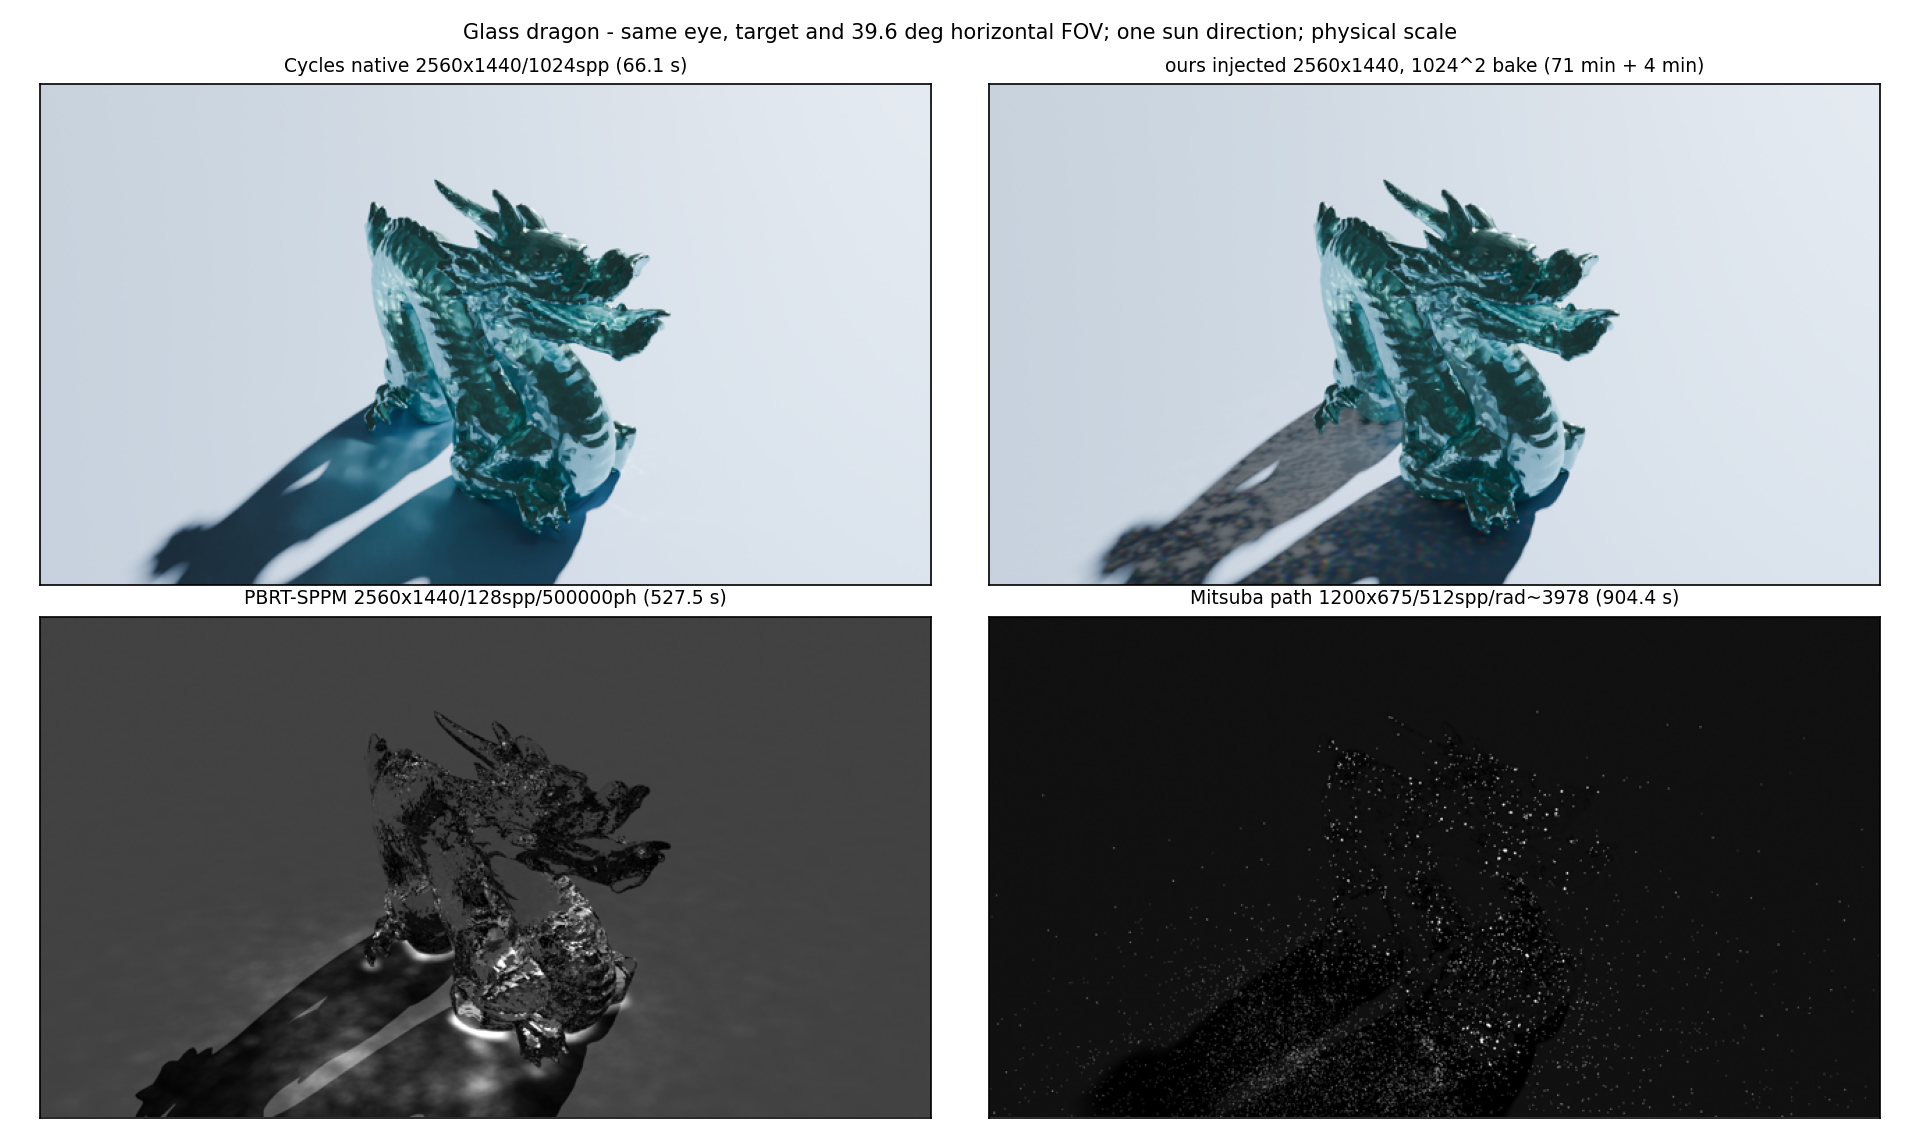 Glass dragon - same eye, target and 39.6 deg horizontal FOV; one sun direction; physical scale
Cycles native 2560x1440/1024spp (66.1 s)
ours injected 2560x1440, 1024^2 bake (71 min + 4 min)
PBRT-SPPM 2560x1440/128spp/500000ph (527.5 s)
Mitsuba path 1200x675/512spp/rad~3978 (904.4 s)